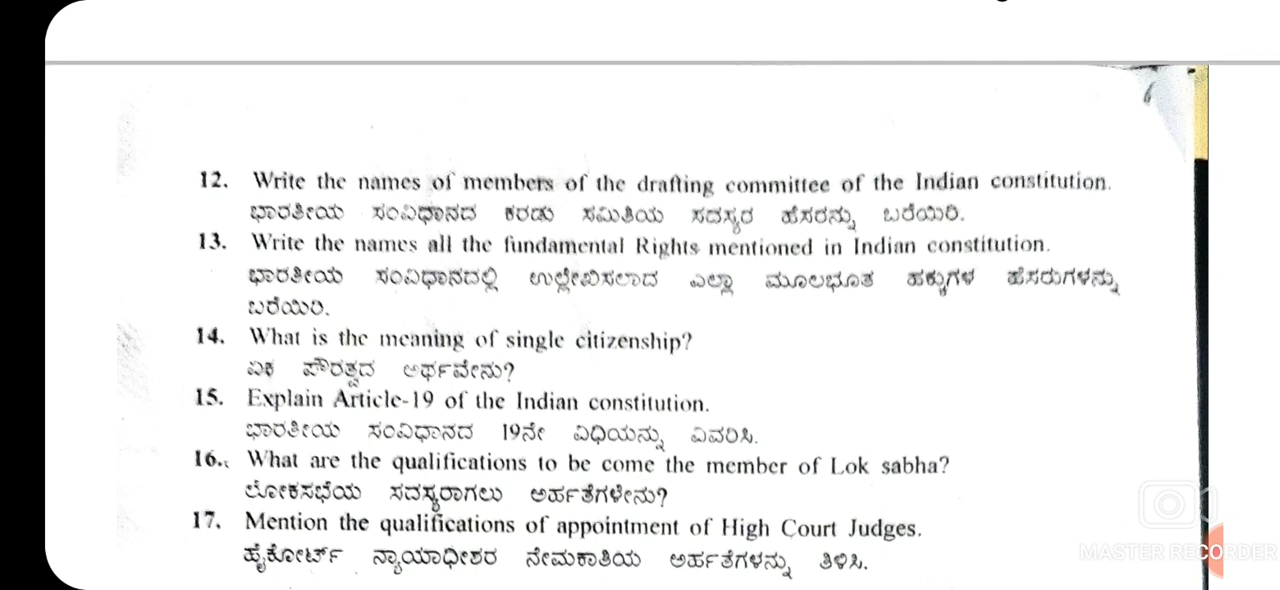 12. Write the names of members of the drafting committee of the Indian constitution.
ಭಾರತೀಯ ಸಂವಿಧಾನದ ಕರಡು ಸಮಿತಿಯ ಸದಸ್ಯರ ಹೆಸರನ್ನು ಬರೆಯಿರಿ.
13. Write the names all the fundamental Rights mentioned in Indian constitution.
ಭಾರತೀಯ ಸಂವಿಧಾನದಲ್ಲಿ ಉಲ್ಲೇಖಿಸಲಾದ ಎಲ್ಲಾ ಮೂಲಭೂತ ಹಕ್ಕುಗಳ ಹೆಸರುಗಳನ್ನು
ಬರೆಯಿರಿ.
14. What is the meaning of single citizenship?
ಏಕ ಪೌರತ್ವದ ಅರ್ಥವೇನು?
15. Explain Article-19 of the Indian constitution.
ಭಾರತೀಯ ಸಂವಿಧಾನದ 19ನೇ ವಿಧಿಯನ್ನು ವಿವರಿಸಿ.
16. What are the qualifications to be come the member of Lok sabha?
ಲೋಕಸಭೆಯ ಸದಸ್ಯರಾಗಲು ಅರ್ಹತೆಗಳೇನು?
17. Mention the qualifications of appointment of High Court Judges.
ಹೈಕೋರ್ಟ್ ನ್ಯಾಯಾಧೀಶರ ನೇಮಕಾತಿಯ ಅರ್ಹತೆಗಳನ್ನು ತಿಳಿಸಿ.
MASTER RECORDER